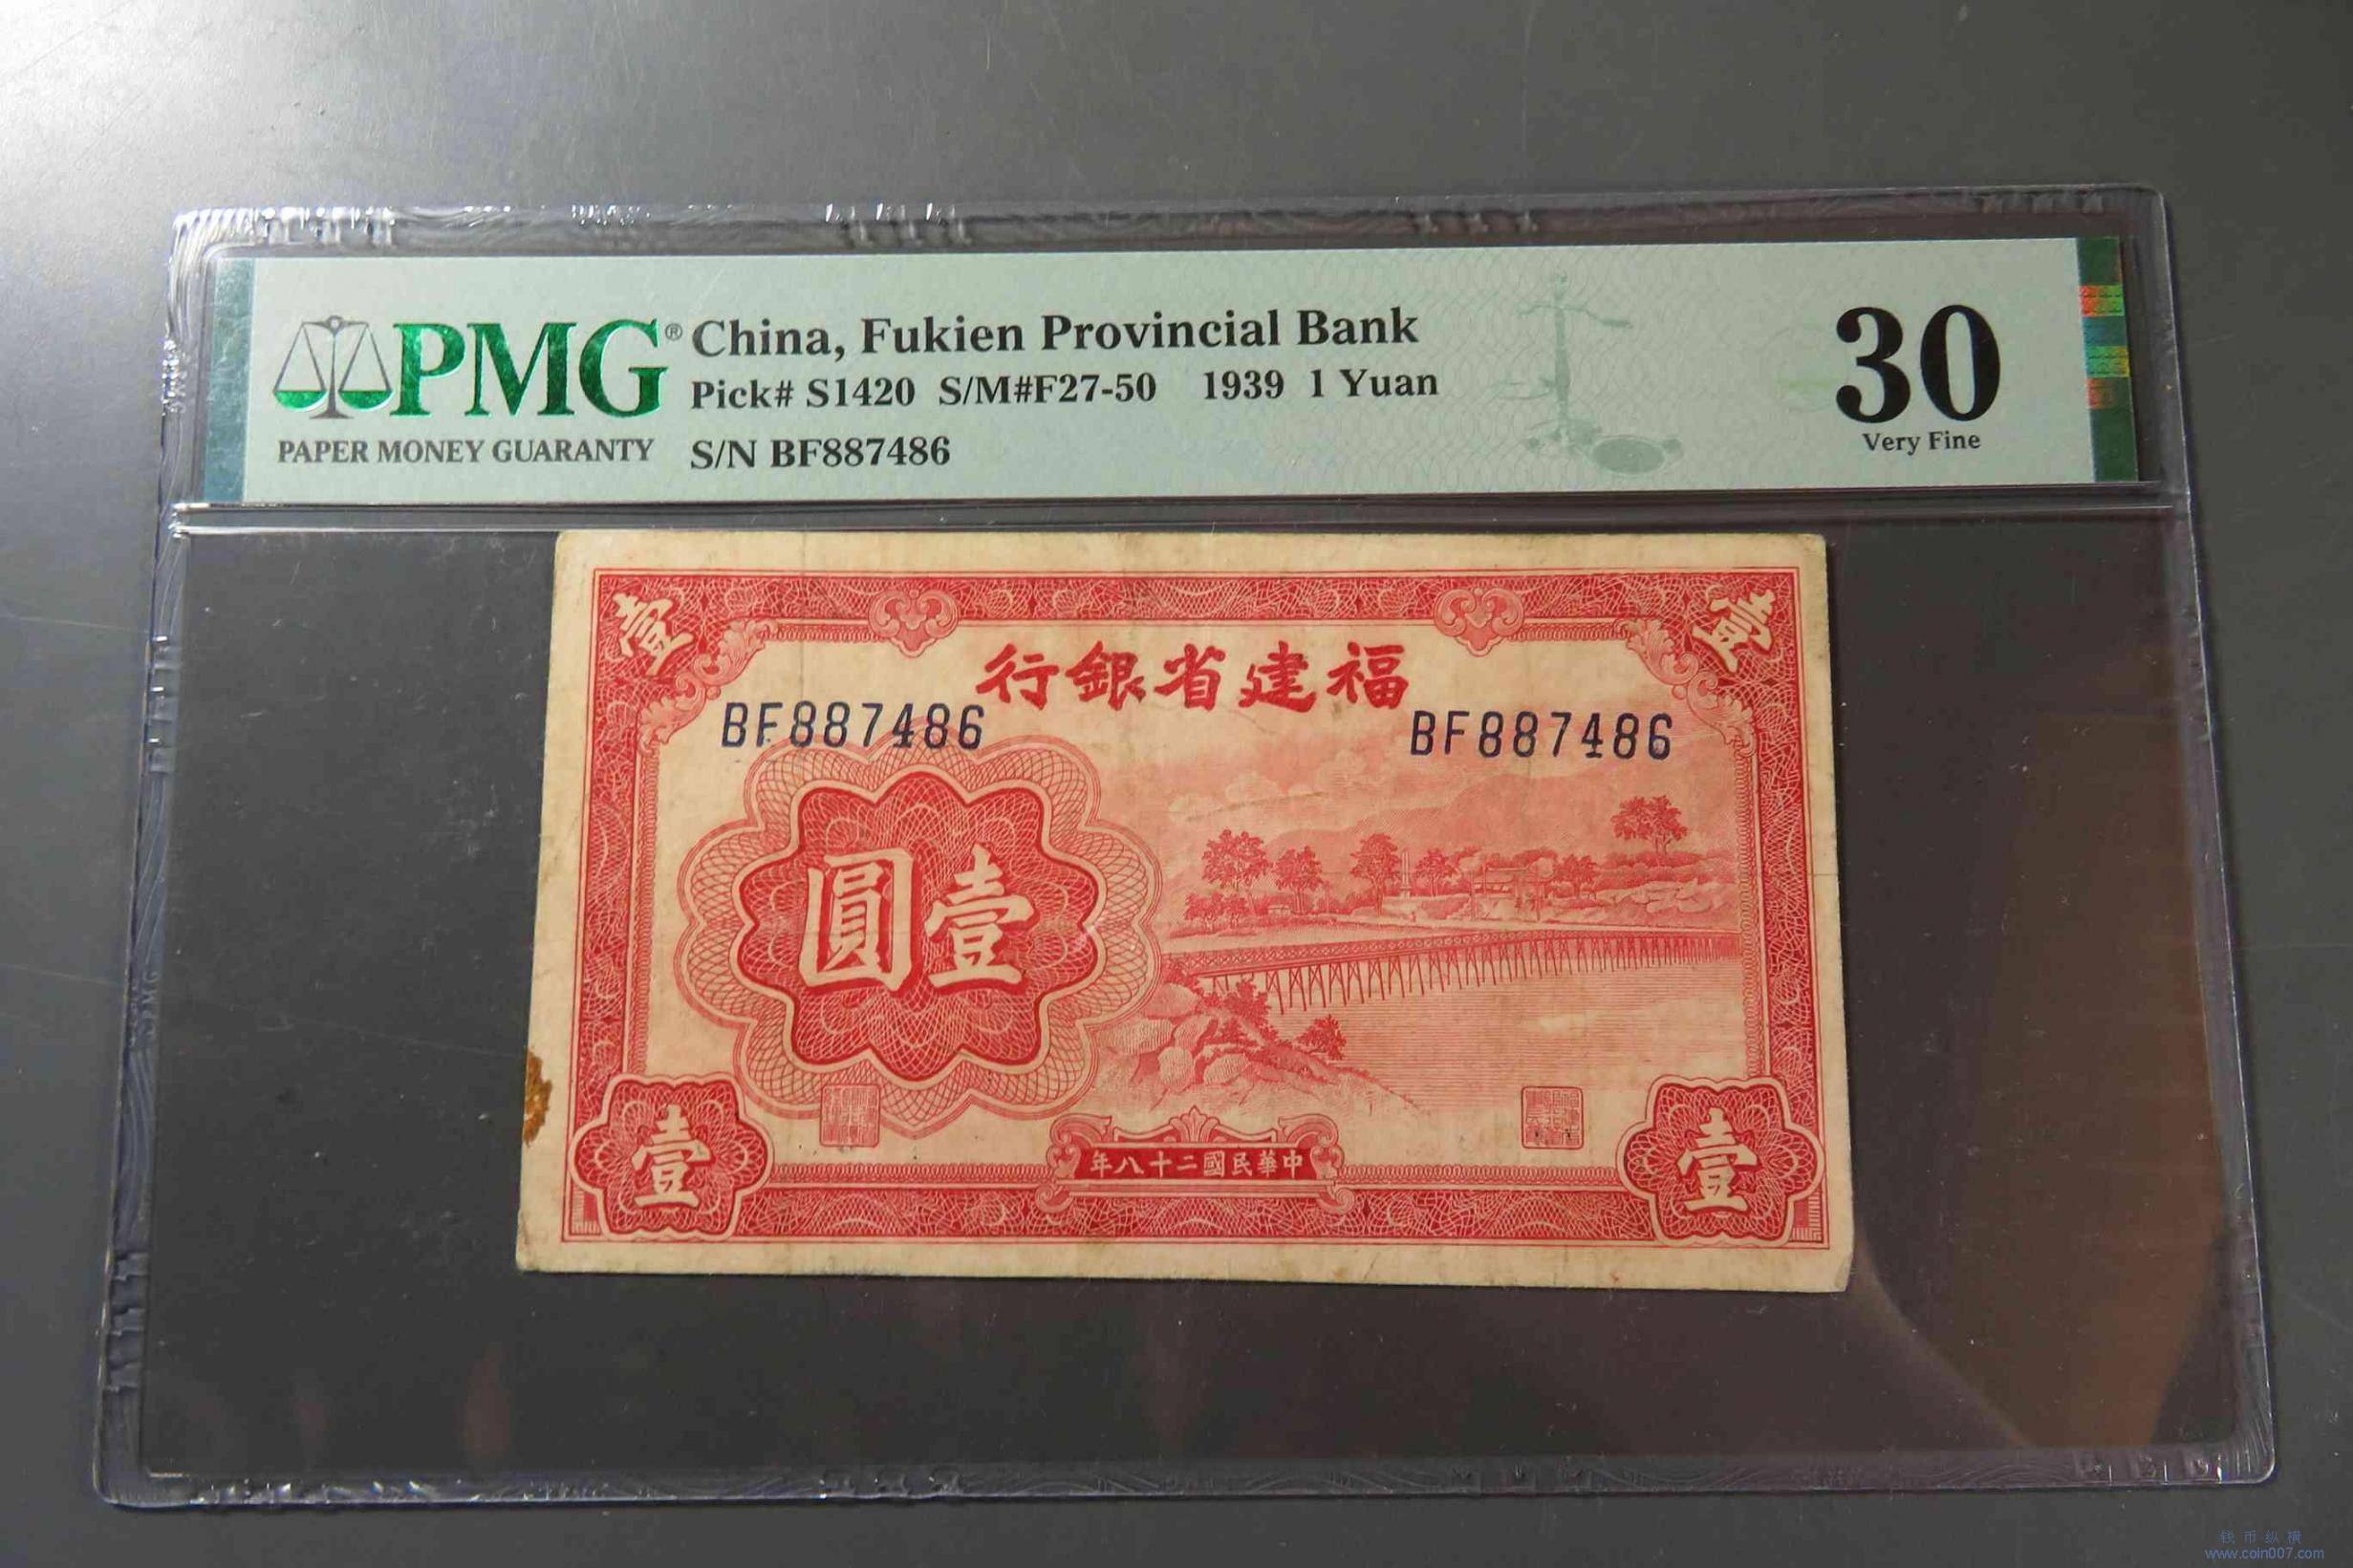 PMG® China, Fukien Provincial Bank
Pick# S1420 S/M#F27-50 1939 1 Yuan
PAPER MONEY GUARANTY S/N BF887486
30
Very Fine
壹 壹
行銀省建福
BF887486 BF887486
圓壹
壹 壹
年八十二國民華中
钱币纵横
www.coin007.com